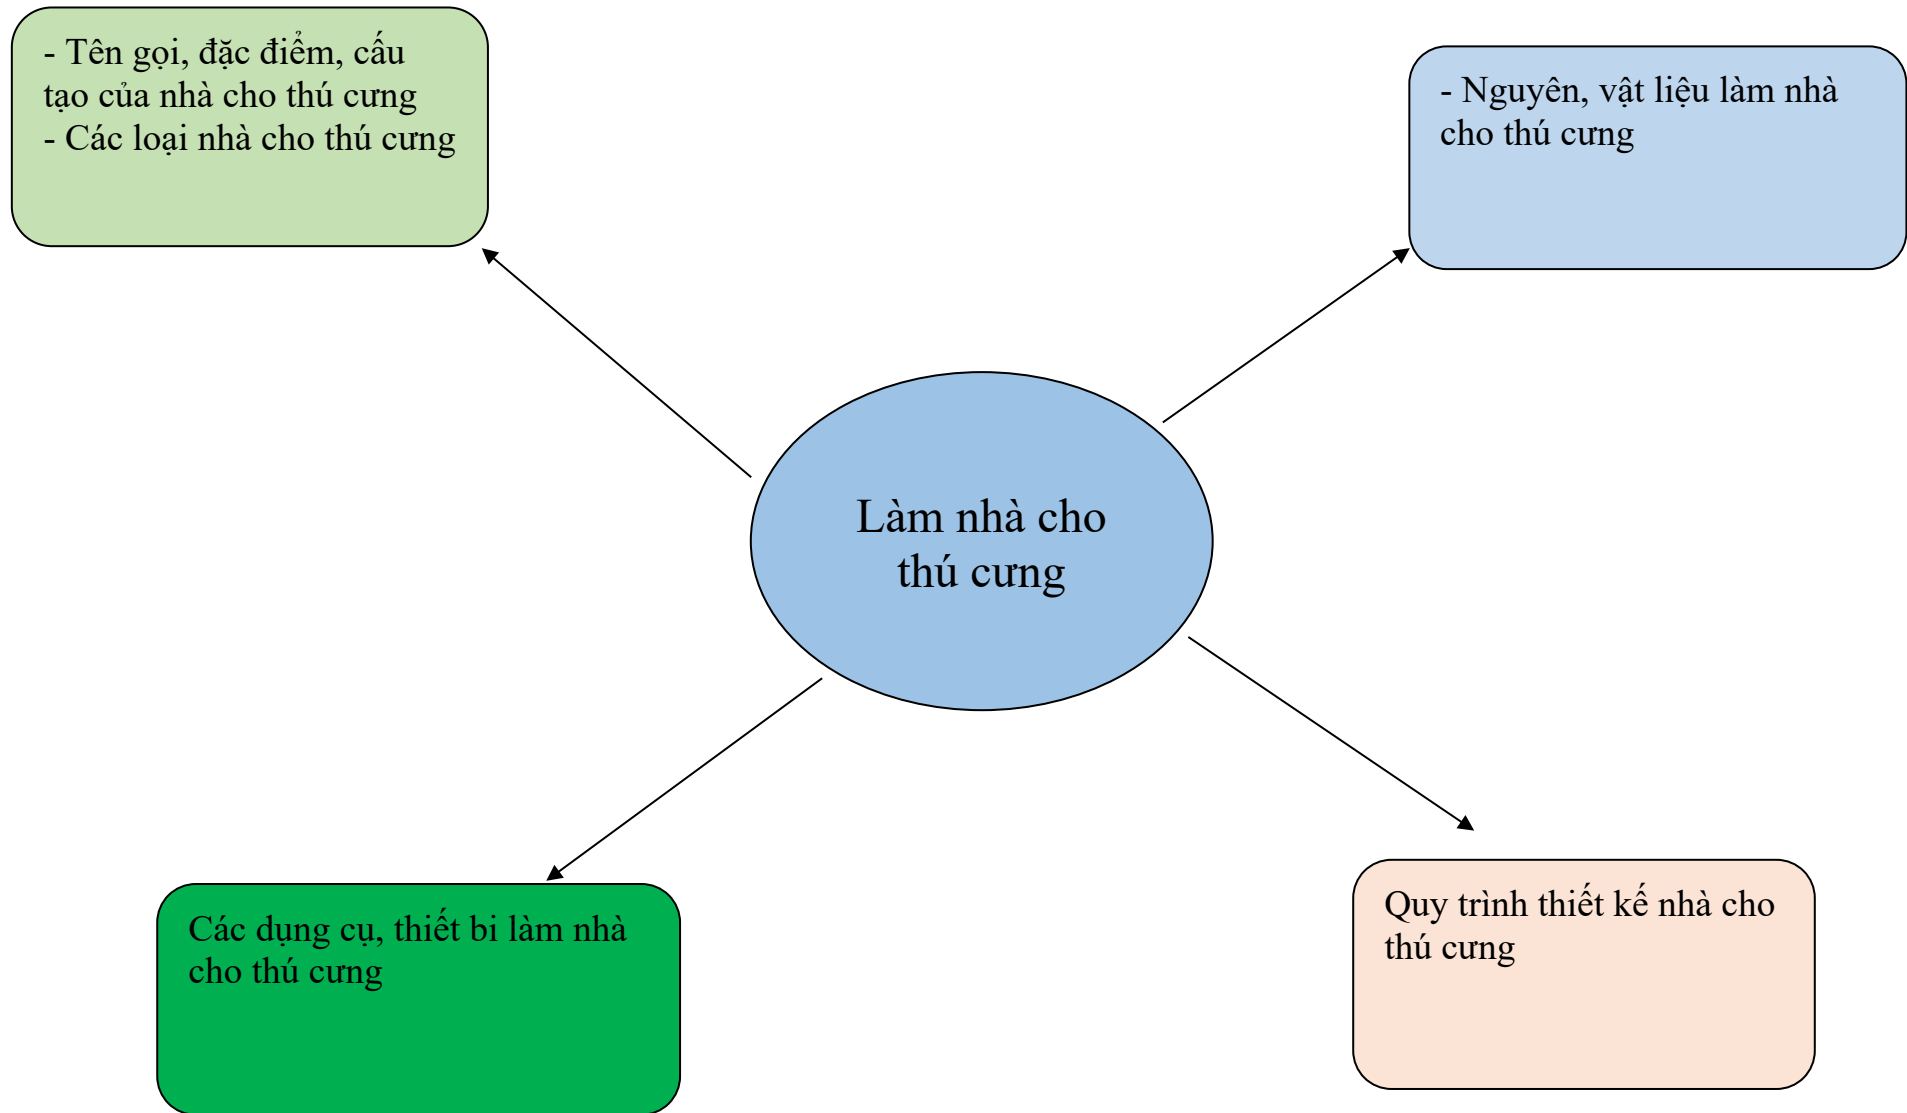 - Tên gọi, đặc điểm, cấu
tạo của nhà cho thú cưng
- Các loại nhà cho thú cưng
- Nguyên, vật liệu làm nhà
cho thú cưng
Làm nhà cho
thú cưng
Các dụng cụ, thiết bi làm nhà
cho thú cưng
Quy trình thiết kế nhà cho
thú cưng